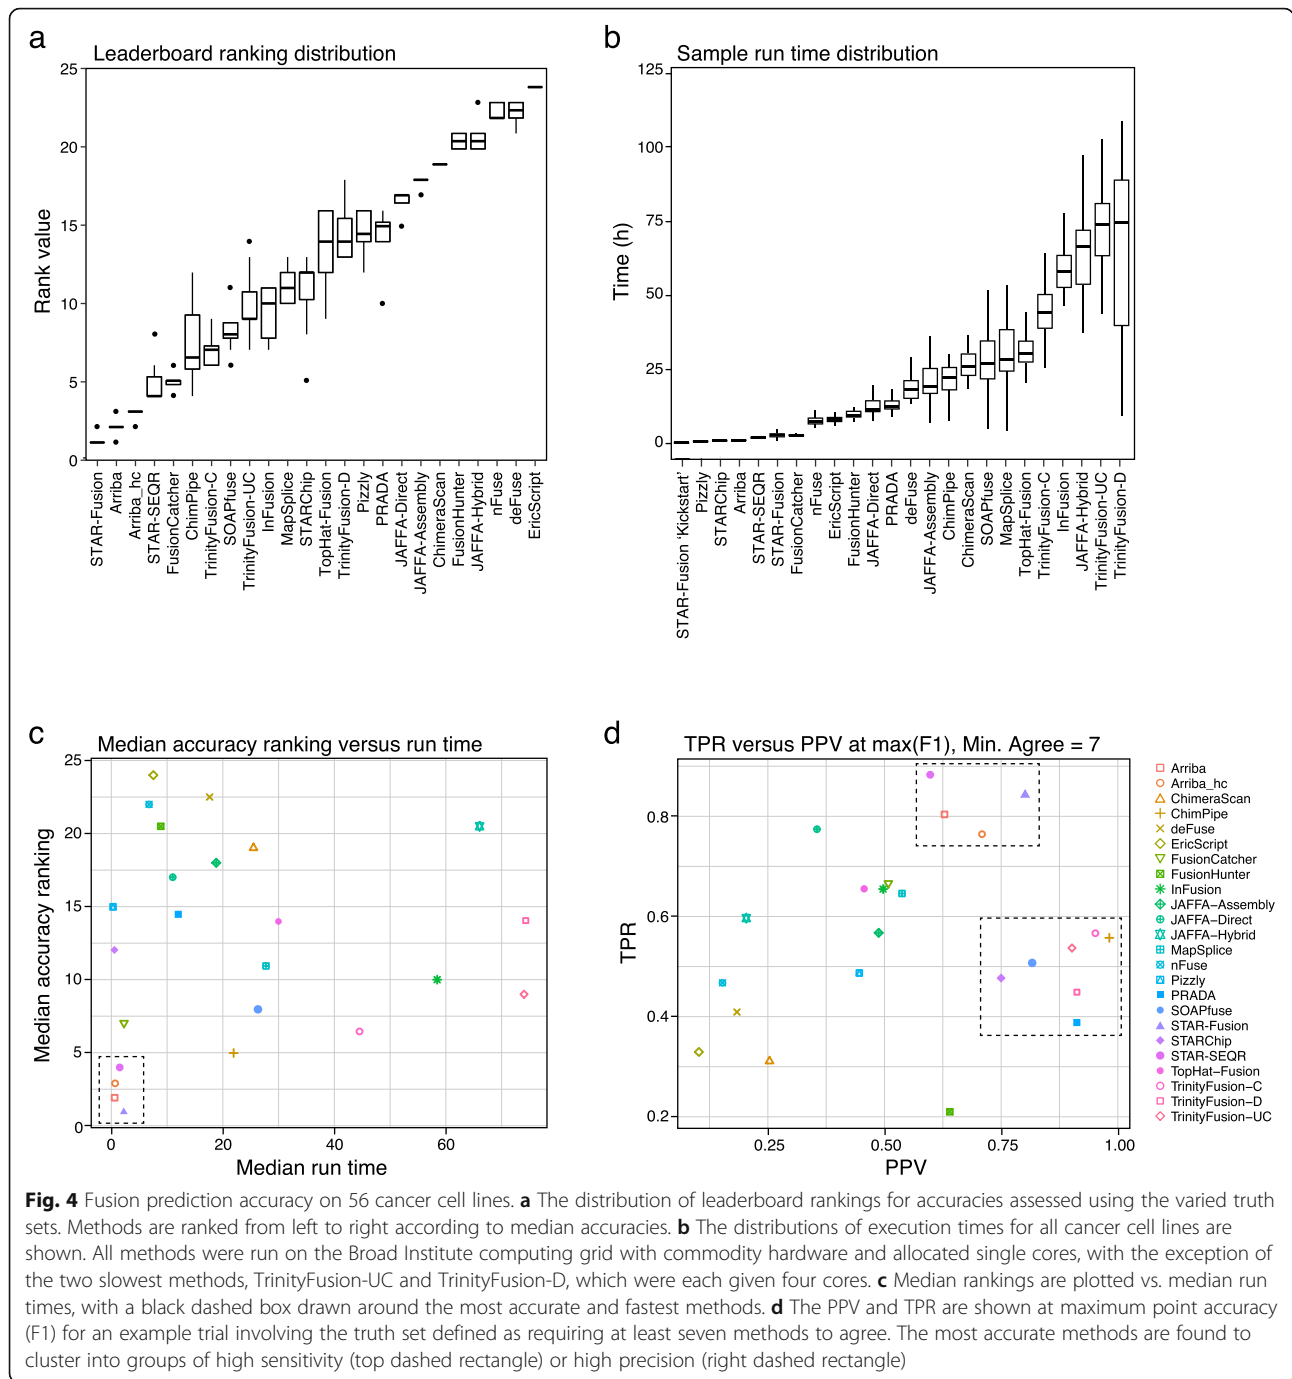 a
Leaderboard ranking distribution
Rank value
25
20
15
10
5
0
STAR-Fusion
Arriba
Arriba_hc
STAR-SEQR
FusionCatcher
ChimPipe
TrinityFusion-C
SOAPfuse
TrinityFusion-UC
InFusion
MapSplice
STARChip
TopHat-Fusion
TrinityFusion-D
Pizzly
PRADA
JAFFA-Direct
JAFFA-Assembly
ChimeraScan
FusionHunter
JAFFA-Hybrid
nFuse
deFuse
EricScript
b
Sample run time distribution
Time (h)
125
100
75
50
25
0
STAR-Fusion 'Kickstart'
Pizzly
STARChip
Arriba
STAR-SEQR
STAR-Fusion
FusionCatcher
nFuse
EricScript
FusionHunter
JAFFA-Direct
PRADA
deFuse
JAFFA-Assembly
ChimPipe
ChimeraScan
SOAPfuse
MapSplice
TopHat-Fusion
TrinityFusion-C
InFusion
JAFFA-Hybrid
TrinityFusion-UC
TrinityFusion-D
c
Median accuracy ranking versus run time
Median accuracy ranking
25
20
15
10
5
0
0
20
40
60
Median run time
d
TPR versus PPV at max(F1), Min. Agree = 7
TPR
0.8
0.6
0.4
0.2
0.25
0.50
0.75
1.00
PPV
Arriba
Arriba_hc
ChimeraScan
ChimPipe
deFuse
EricScript
FusionCatcher
FusionHunter
InFusion
JAFFA−Assembly
JAFFA−Direct
JAFFA−Hybrid
MapSplice
nFuse
Pizzly
PRADA
SOAPfuse
STAR−Fusion
STARChip
STAR−SEQR
TopHat−Fusion
TrinityFusion−C
TrinityFusion−D
TrinityFusion−UC
Fig. 4 Fusion prediction accuracy on 56 cancer cell lines. a The distribution of leaderboard rankings for accuracies assessed using the varied truth
sets. Methods are ranked from left to right according to median accuracies. b The distributions of execution times for all cancer cell lines are
shown. All methods were run on the Broad Institute computing grid with commodity hardware and allocated single cores, with the exception of
the two slowest methods, TrinityFusion-UC and TrinityFusion-D, which were each given four cores. c Median rankings are plotted vs. median run
times, with a black dashed box drawn around the most accurate and fastest methods. d The PPV and TPR are shown at maximum point accuracy
(F1) for an example trial involving the truth set defined as requiring at least seven methods to agree. The most accurate methods are found to
cluster into groups of high sensitivity (top dashed rectangle) or high precision (right dashed rectangle)